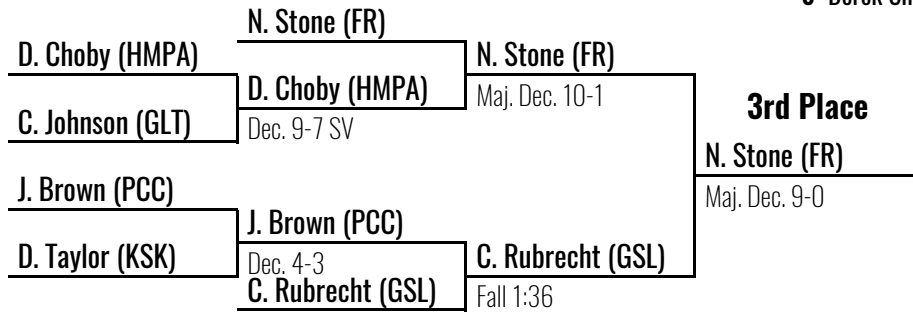 N. Stone (FR)
D. Choby (HMPA)
N. Stone (FR)
D. Choby (HMPA)
Maj. Dec. 10-1
3rd Place
C. Johnson (GLT)
Dec. 9-7 SV
N. Stone (FR)
J. Brown (PCC)
Maj. Dec. 9-0
J. Brown (PCC)
D. Taylor (KSK)
Dec. 4-3
C. Rubrecht (GSL)
C. Rubrecht (GSL)
Fall 1:36